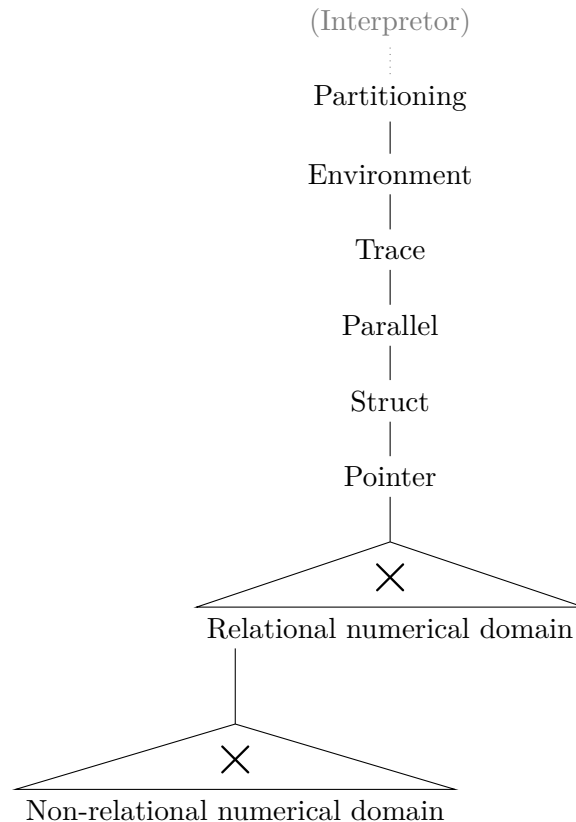 (Interpretor)
Partitioning
Environment
Trace
Parallel
Struct
Pointer
×
Relational numerical domain
×
Non-relational numerical domain